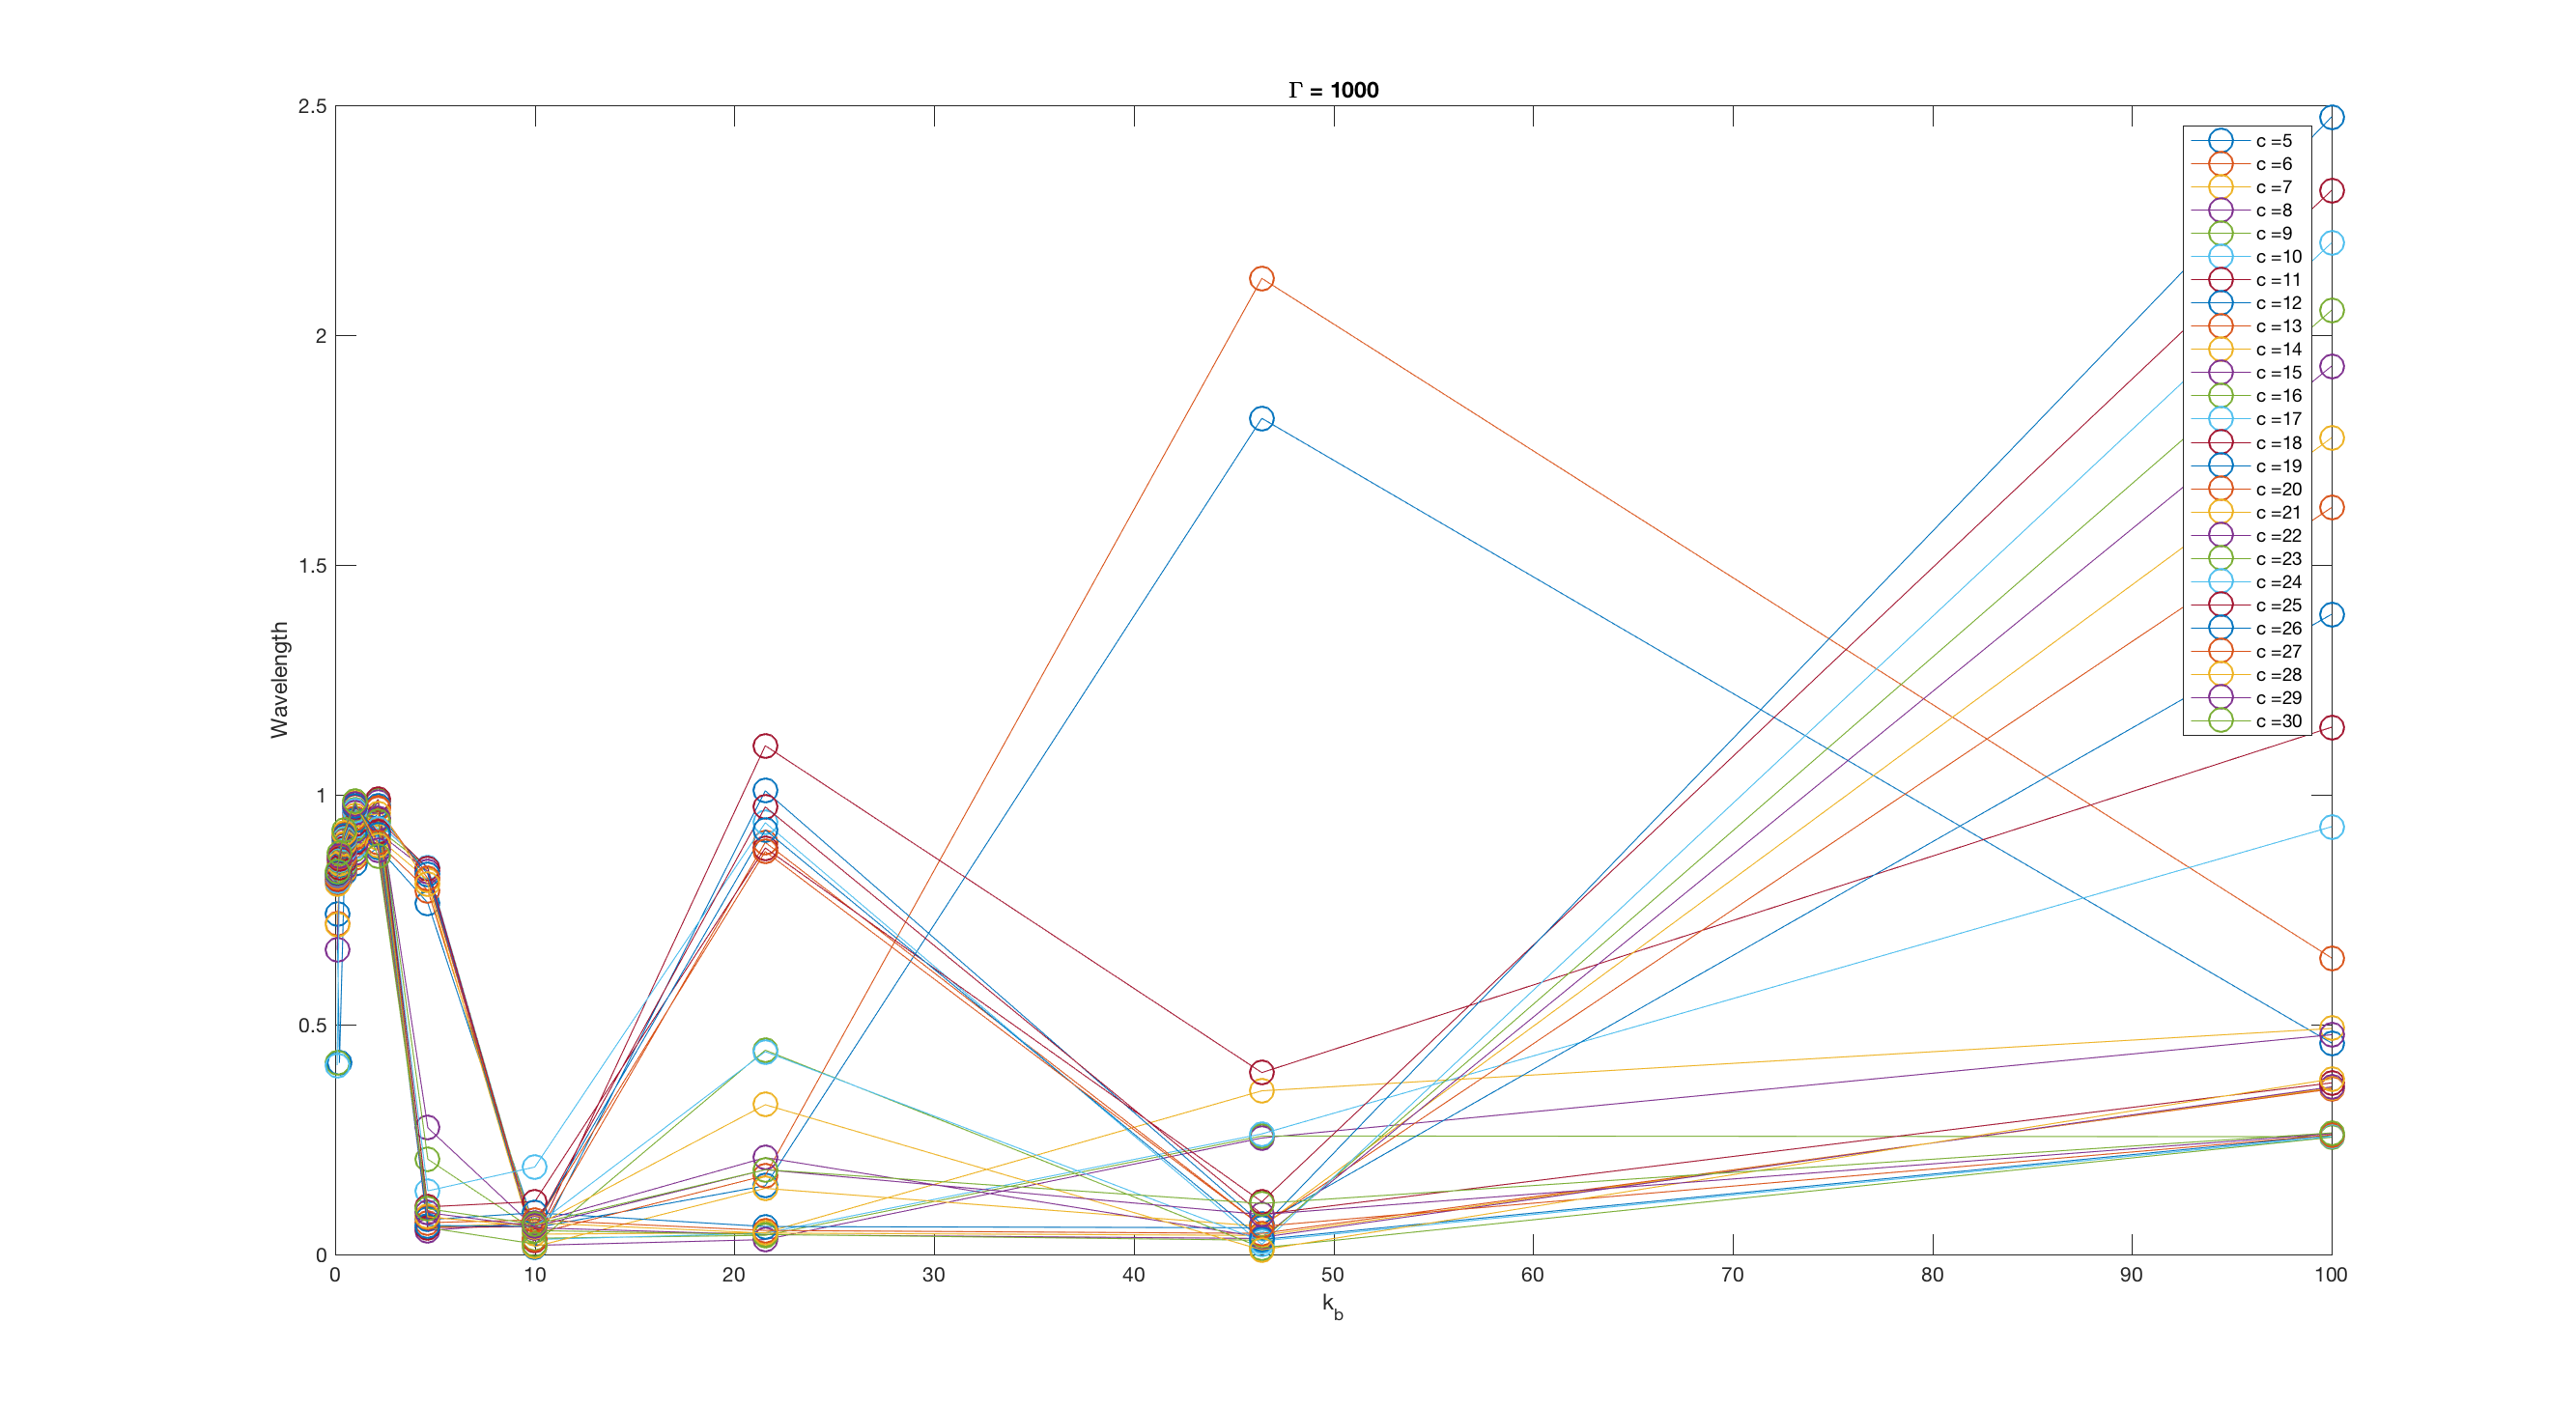 Γ = 1000
2.5
2
1.5
1
0.5
0
Wavelength
0 10 20 30 40 50 60 70 80 90 100
k_b
c =5
c =6
c =7
c =8
c =9
c =10
c =11
c =12
c =13
c =14
c =15
c =16
c =17
c =18
c =19
c =20
c =21
c =22
c =23
c =24
c =25
c =26
c =27
c =28
c =29
c =30